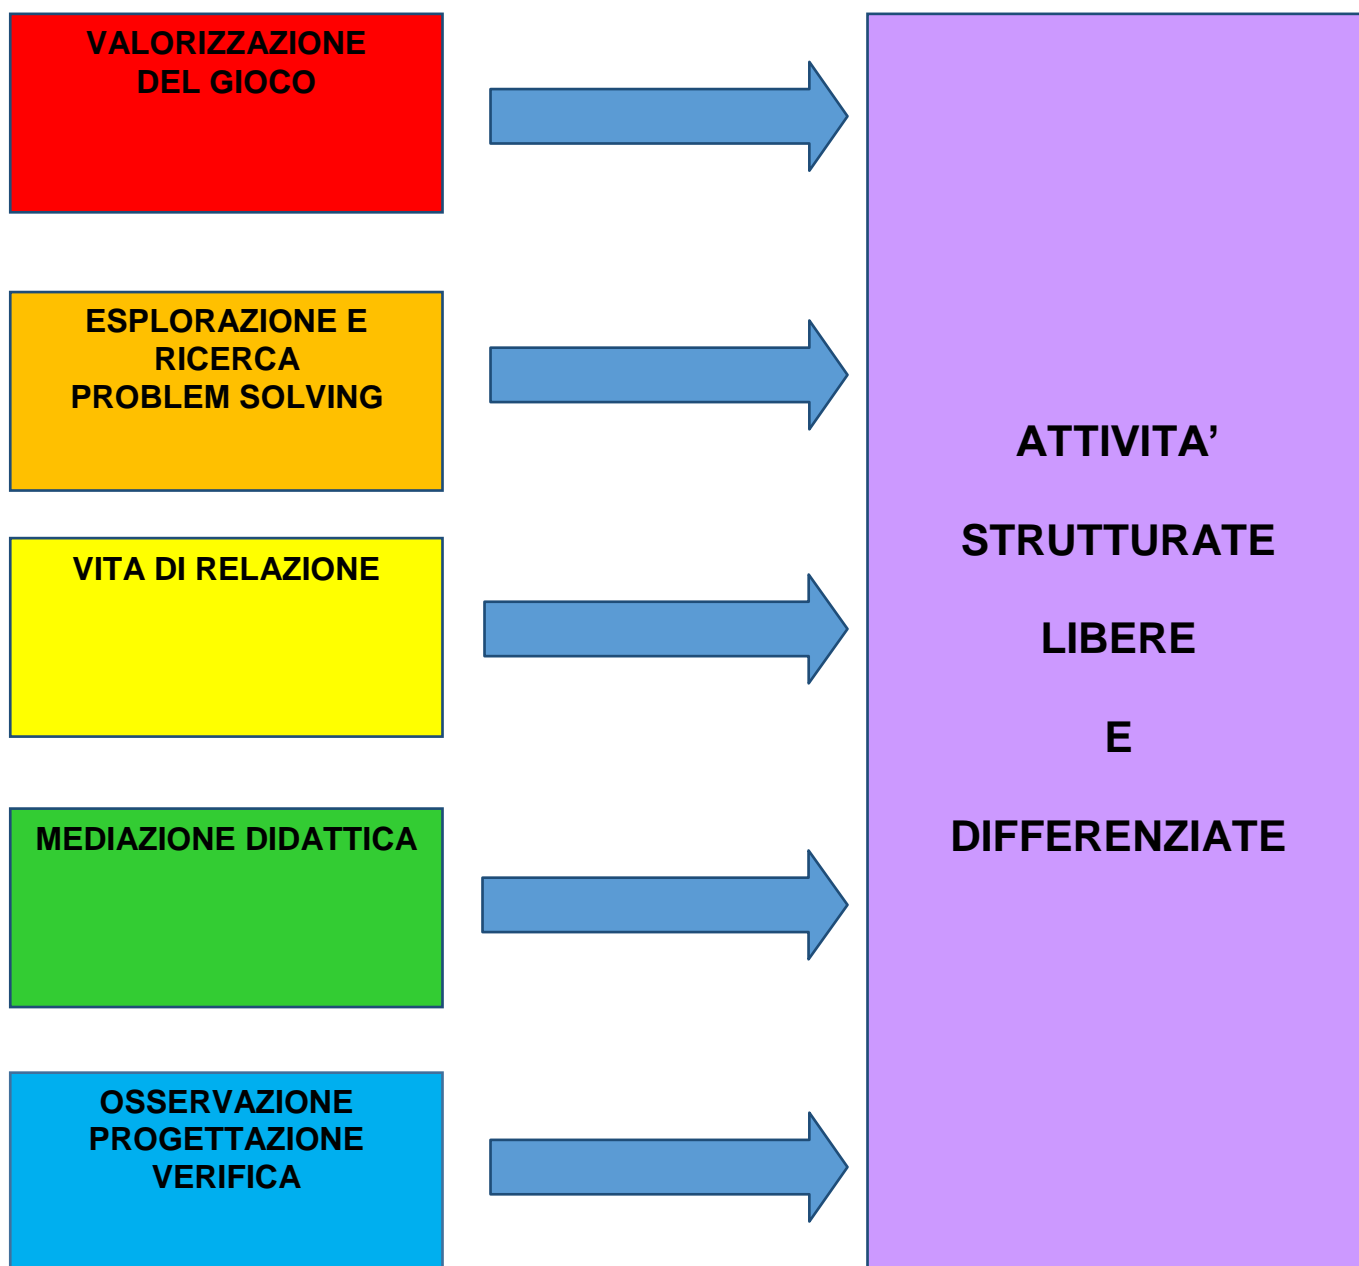 VALORIZZAZIONE
DEL GIOCO
ESPLORAZIONE E
RICERCA
PROBLEM SOLVING
VITA DI RELAZIONE
MEDIAZIONE DIDATTICA
OSSERVAZIONE
PROGETTAZIONE
VERIFICA
ATTIVITA’
STRUTTURATE
LIBERE
E
DIFFERENZIATE